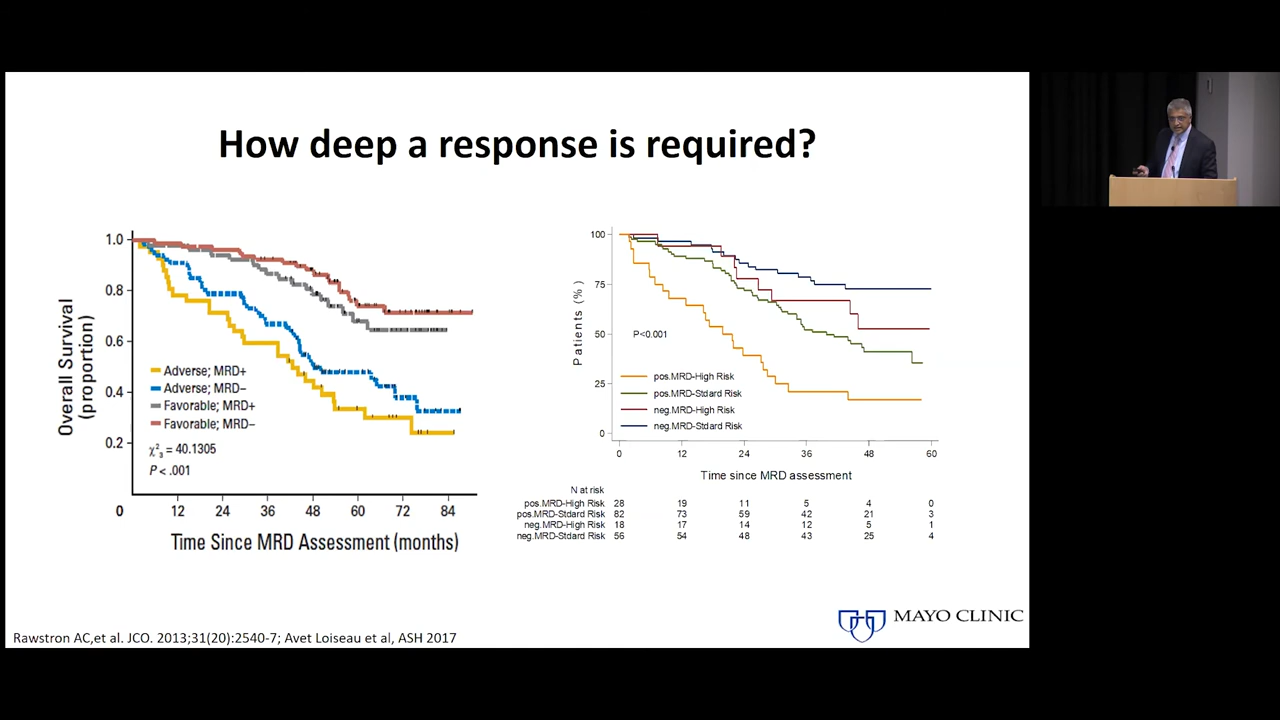 How deep a response is required?
Overall Survival
(proportion)
1.0
0.8
0.6
0.4
0.2
Adverse; MRD+
Adverse; MRD−
Favorable; MRD+
Favorable; MRD−
χ²₃ = 40.1305
P < .001
0 12 24 36 48 60 72 84
Time Since MRD Assessment (months)
Patients (%)
100
75
50
25
0
P<0.001
pos.MRD-High Risk
pos.MRD-Stdard Risk
neg.MRD-High Risk
neg.MRD-Stdard Risk
0 12 24 36 48 60
Time since MRD assessment
N at risk
pos.MRD-High Risk 28 19 11 5 4 0
pos.MRD-Stdard Risk 82 73 59 42 21 3
neg.MRD-High Risk 18 17 14 12 5 1
neg.MRD-Stdard Risk 56 54 48 43 25 4
MAYO CLINIC
Rawstron AC,et al. JCO. 2013;31(20):2540-7; Avet Loiseau et al, ASH 2017